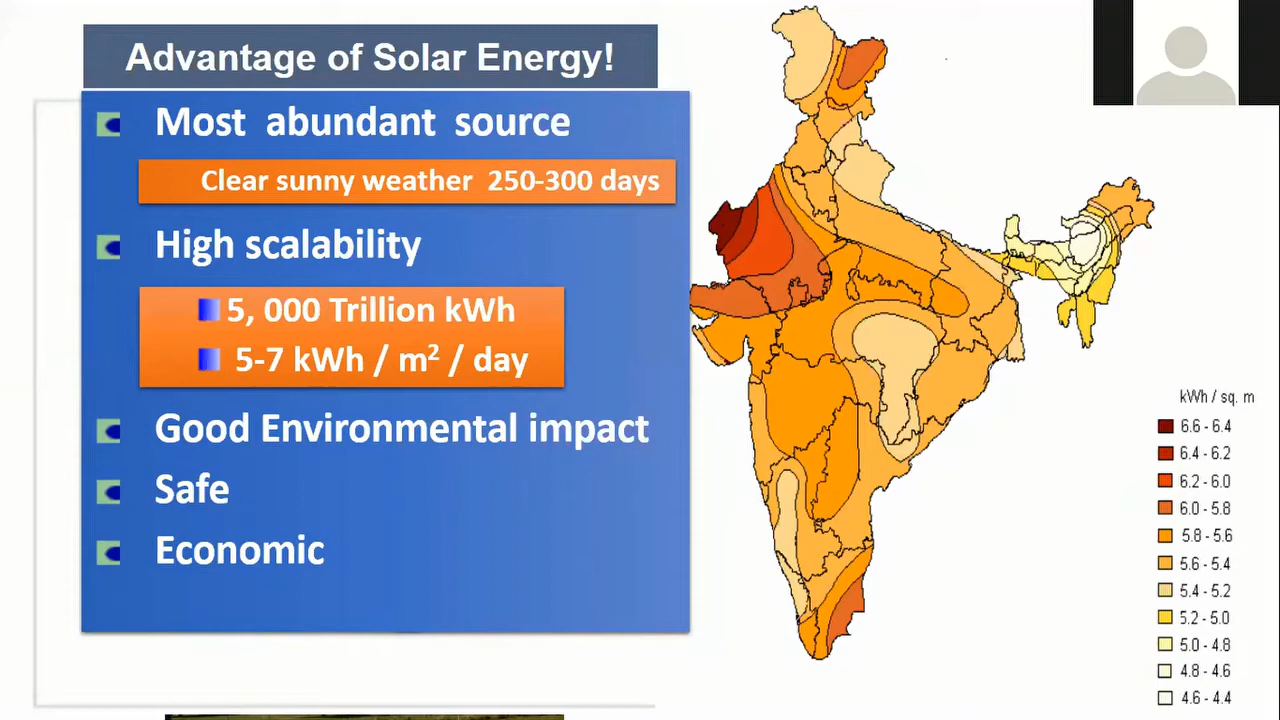 Advantage of Solar Energy!
Most abundant source
Clear sunny weather 250-300 days
High scalability
5, 000 Trillion kWh
5-7 kWh / m² / day
Good Environmental impact
Safe
Economic
kWh / sq. m
6.6 - 6.4
6.4 - 6.2
6.2 - 6.0
6.0 - 5.8
5.8 - 5.6
5.6 - 5.4
5.4 - 5.2
5.2 - 5.0
5.0 - 4.8
4.8 - 4.6
4.6 - 4.4